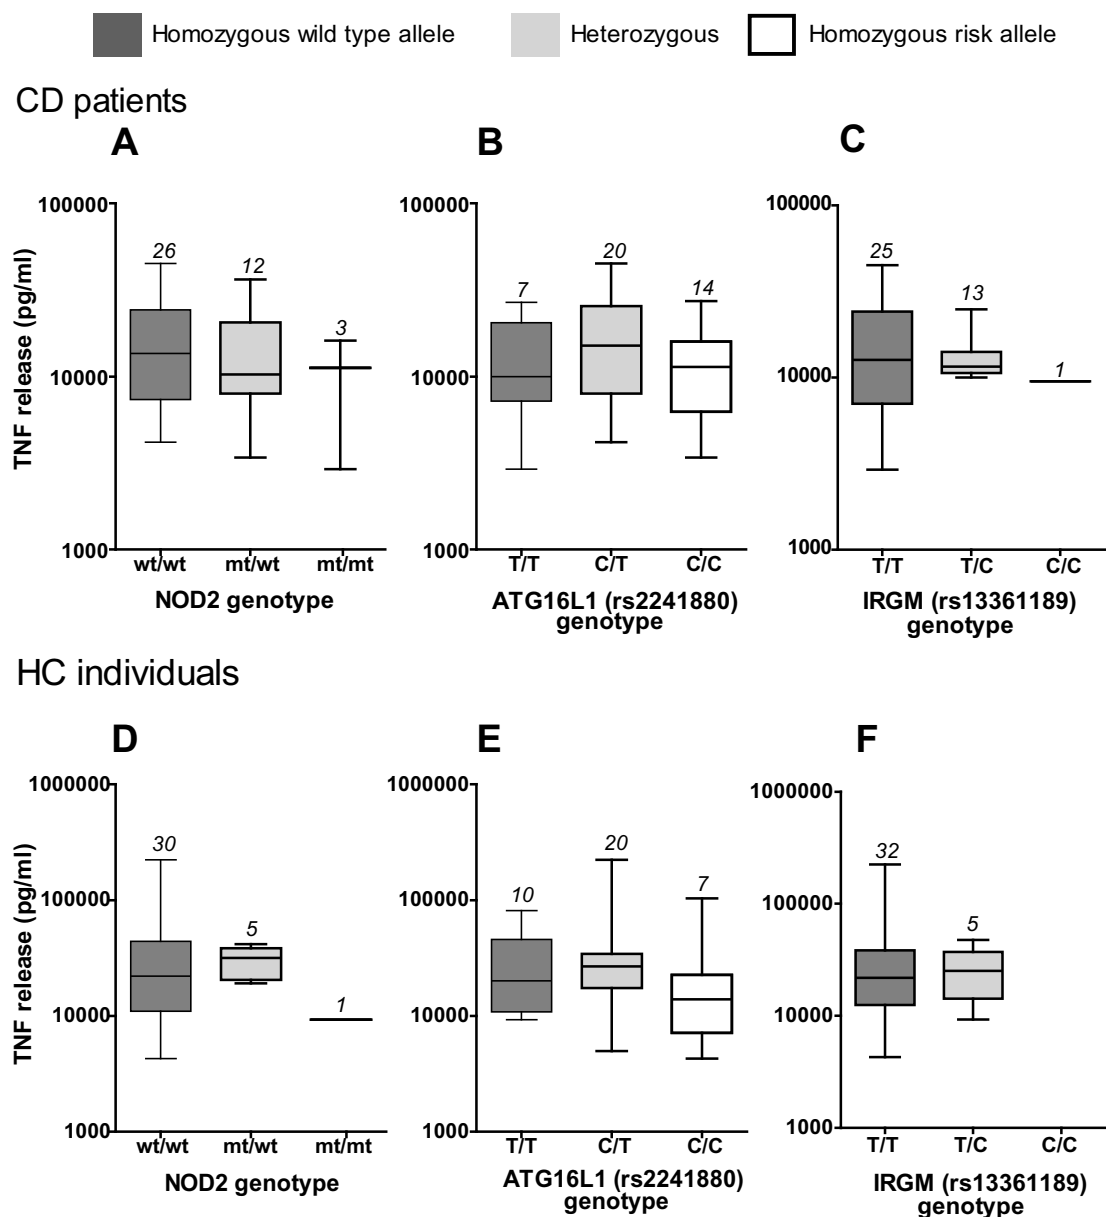 Homozygous wild type allele Heterozygous Homozygous risk allele
CD patients
A B C
TNF release (pg/ml)
100000
10000
1000
26
12
3
wt/wt mt/wt mt/mt
NOD2 genotype
100000
10000
1000
7
20
14
T/T C/T C/C
ATG16L1 (rs2241880)
genotype
100000
10000
1000
25
13
1
T/T T/C C/C
IRGM (rs13361189)
genotype
HC individuals
D E F
TNF release (pg/ml)
1000000
100000
10000
1000
30
5
1
wt/wt mt/wt mt/mt
NOD2 genotype
1000000
100000
10000
1000
10
20
7
T/T C/T C/C
ATG16L1 (rs2241880)
genotype
1000000
100000
10000
1000
32
5
T/T T/C C/C
IRGM (rs13361189)
genotype